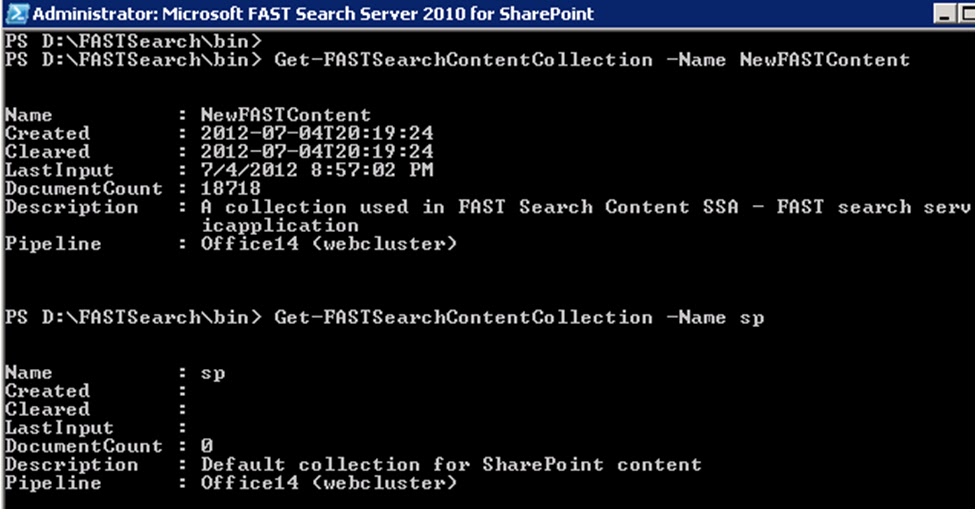 Administrator: Microsoft FAST Search Server 2010 for SharePoint
PS D:\FASTSearch\bin>
PS D:\FASTSearch\bin> Get-FASTSearchContentCollection -Name NewFASTContent
Name : NewFASTContent
Created : 2012-07-04T20:19:24
Cleared : 2012-07-04T20:19:24
LastInput : 7/4/2012 8:57:02 PM
DocumentCount : 18718
Description : A collection used in FAST Search Content SSA - FAST search serv
icapplication
Pipeline : Office14 (webcluster)
PS D:\FASTSearch\bin> Get-FASTSearchContentCollection -Name sp
Name : sp
Created :
Cleared :
LastInput :
DocumentCount : 0
Description : Default collection for SharePoint content
Pipeline : Office14 (webcluster)